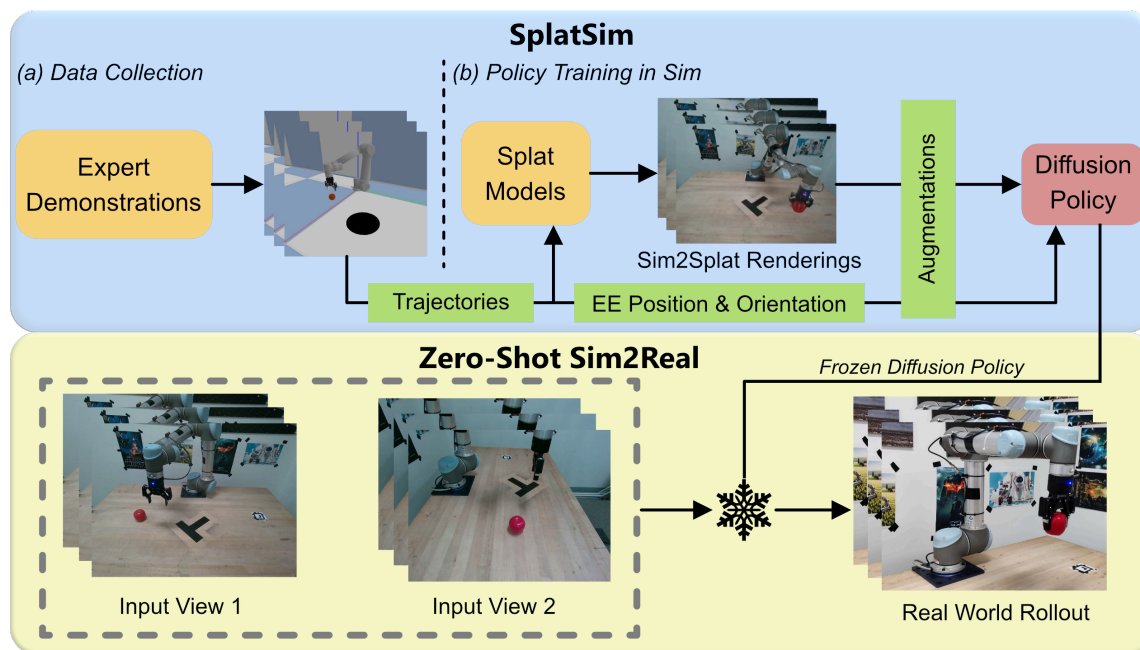 SplatSim
(a) Data Collection
(b) Policy Training in Sim
Expert
Demonstrations
Splat
Models
Sim2Splat Renderings
Augmentations
Diffusion
Policy
Trajectories
EE Position & Orientation
Zero-Shot Sim2Real
Frozen Diffusion Policy
Input View 1
Input View 2
Real World Rollout